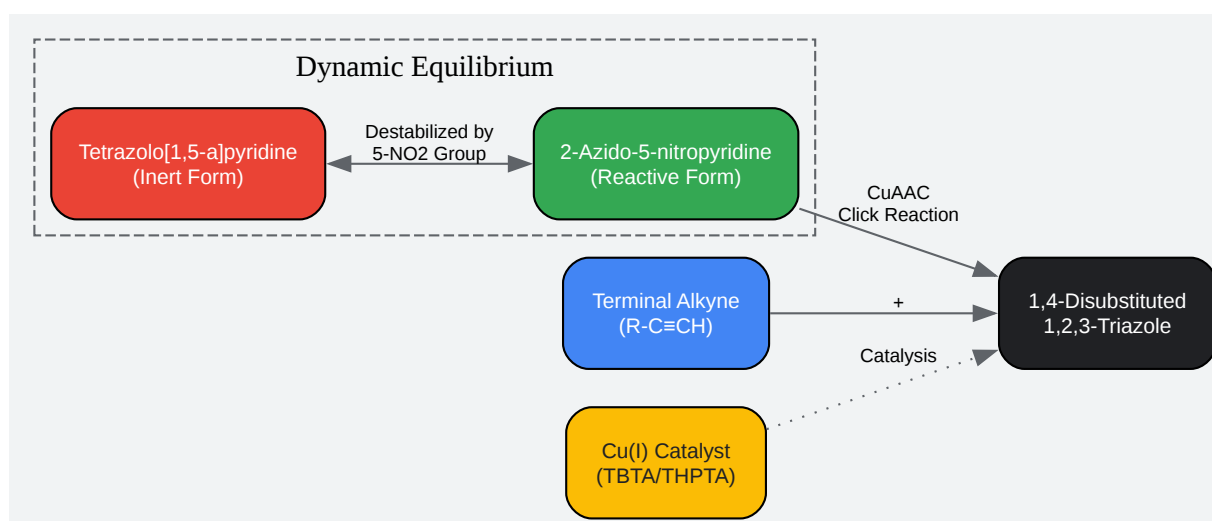 Dynamic Equilibrium
Tetrazolo[1,5-a]pyridine
(Inert Form)
Destabilized by
5-NO2 Group
2-Azido-5-nitropyridine
(Reactive Form)
CuAAC
Click Reaction
Terminal Alkyne
(R-C≡CH)
+
1,4-Disubstituted
1,2,3-Triazole
Catalysis
Cu(I) Catalyst
(TBTA/THPTA)